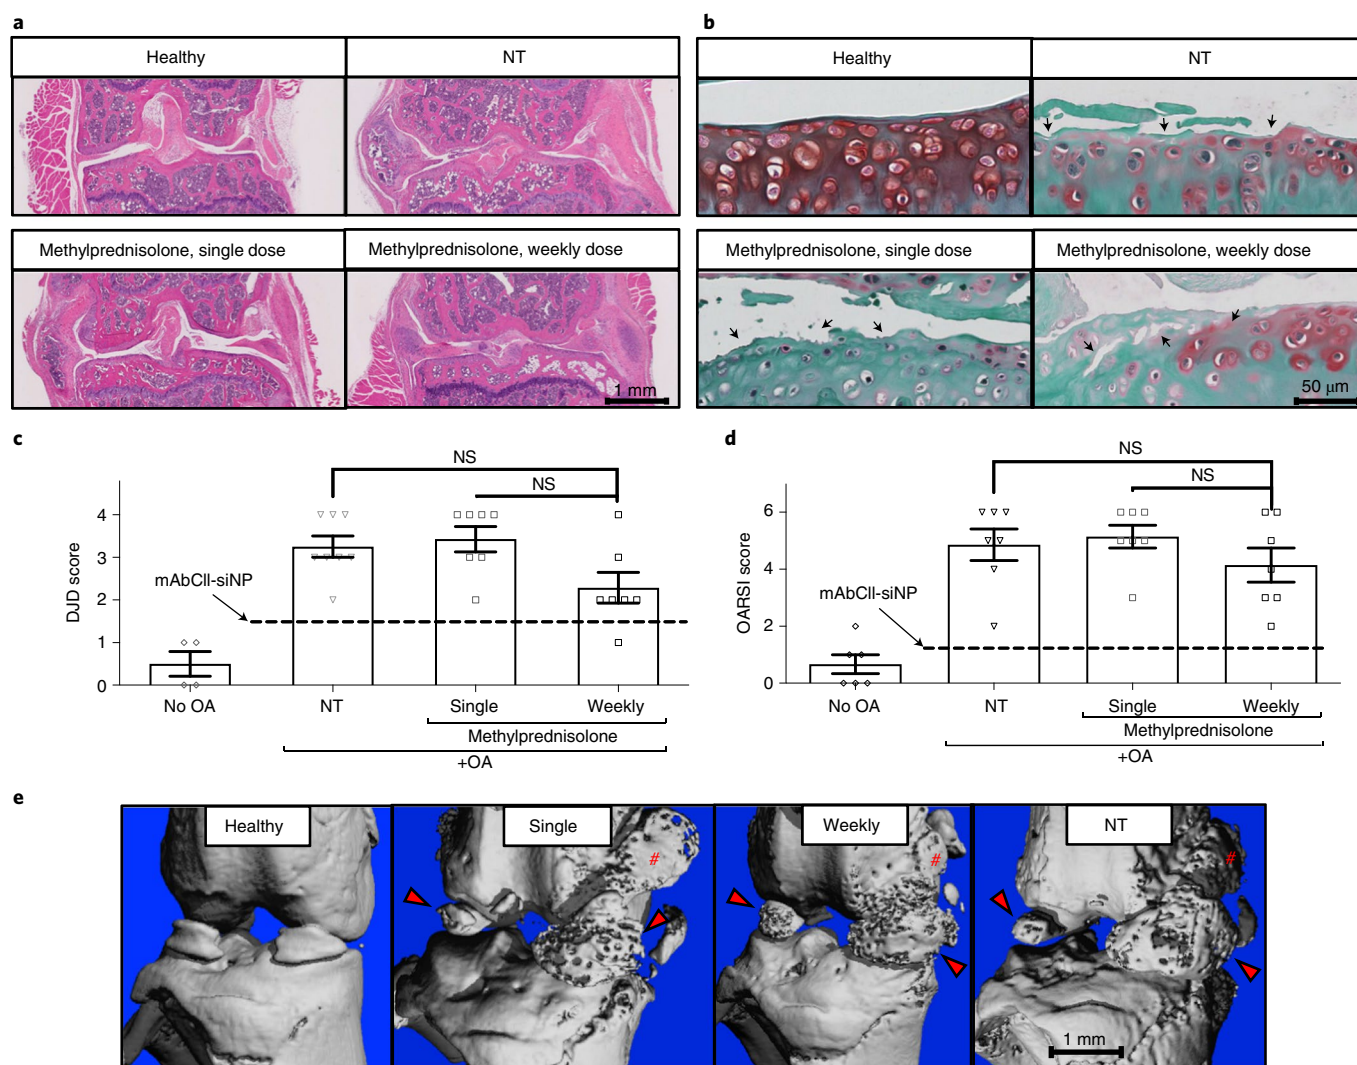 a
Healthy
NT
Methylprednisolone, single dose
Methylprednisolone, weekly dose
1 mm
b
Healthy
NT
Methylprednisolone, single dose
Methylprednisolone, weekly dose
50 μm
c
NS
NS
DJD score
4
3
2
1
0
mAbCII-siNP
No OA
NT
Single
Weekly
Methylprednisolone
+OA
d
NS
NS
OARSI score
6
4
2
0
mAbCII-siNP
No OA
NT
Single
Weekly
Methylprednisolone
+OA
e
Healthy
Single
Weekly
NT
#
#
#
1 mm